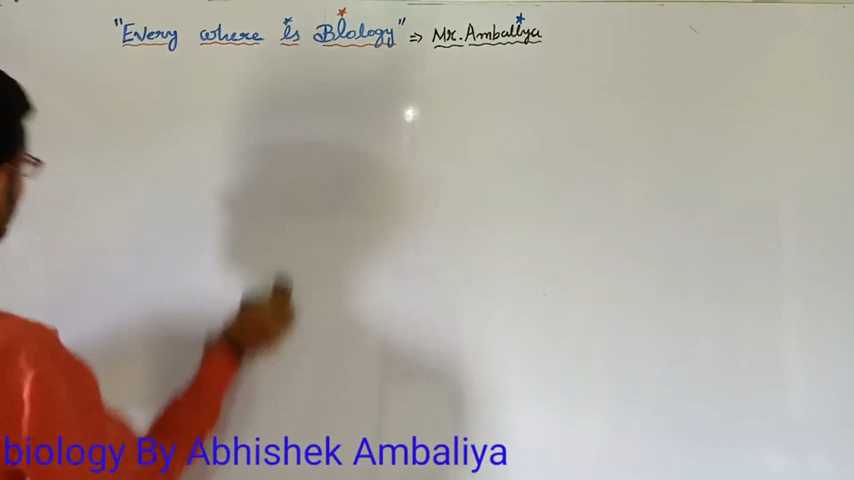 "Every where is Biology" ⇒ Mr. Ambaliya
biology By Abhishek Ambaliya